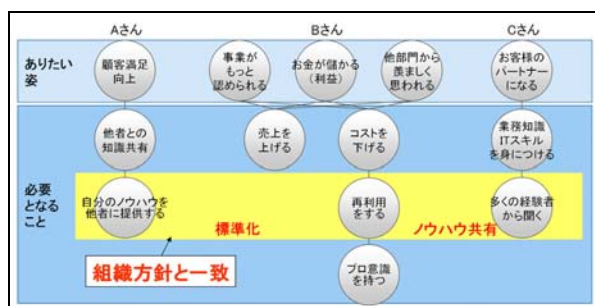 Aさん
Bさん
Cさん
ありたい
姿
顧客満足
向上
事業が
もっと
認められる
お金が儲かる
(利益)
他部門から
羨ましく
思われる
お客様の
パートナー
になる
必要
となる
こと
他者との
知識共有
売上を
上げる
コストを
下げる
業務知識
ITスキル
を身につける
自分のノウハウを
他者に提供する
標準化
再利用
をする
ノウハウ共有
多くの経験者
から聞く
組織方針と一致
プロ意識
を持つ